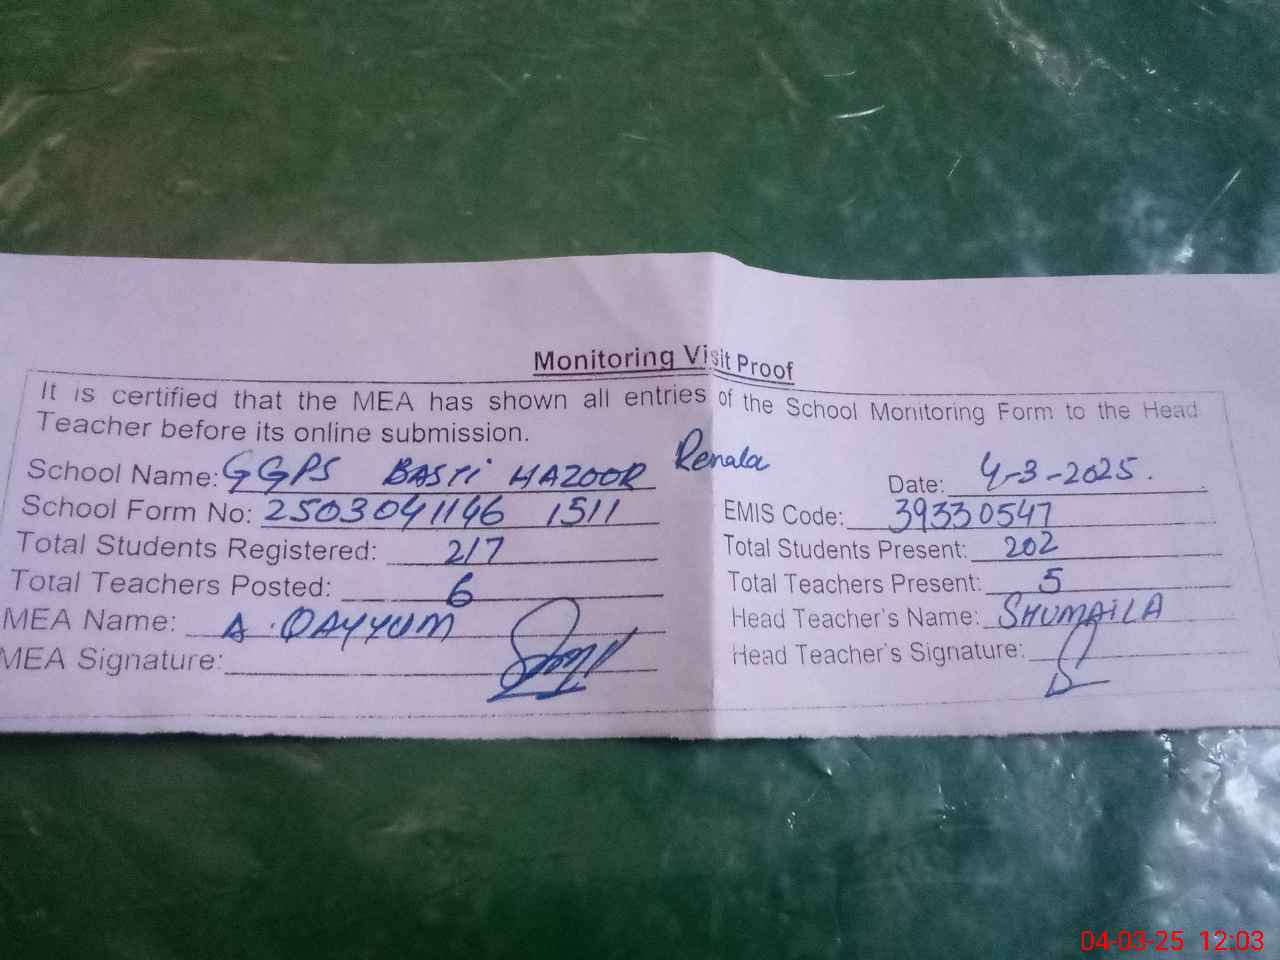 Monitoring Visit Proof
It is certified that the MEA has shown all entries of the School Monitoring Form to the Head
Teacher before its online submission.
School Name: GGPS BASTi HAZOOR Renala Date: 4-3-2025.
School Form No: 2503041146 1511 EMIS Code: 39330547
Total Students Registered: 217 Total Students Present: 202
Total Teachers Posted: 6 Total Teachers Present: 5
MEA Name: A. QAYYUM Head Teacher's Name: SHUMAILA
MEA Signature: Head Teacher's Signature:
04-03-25 12:03